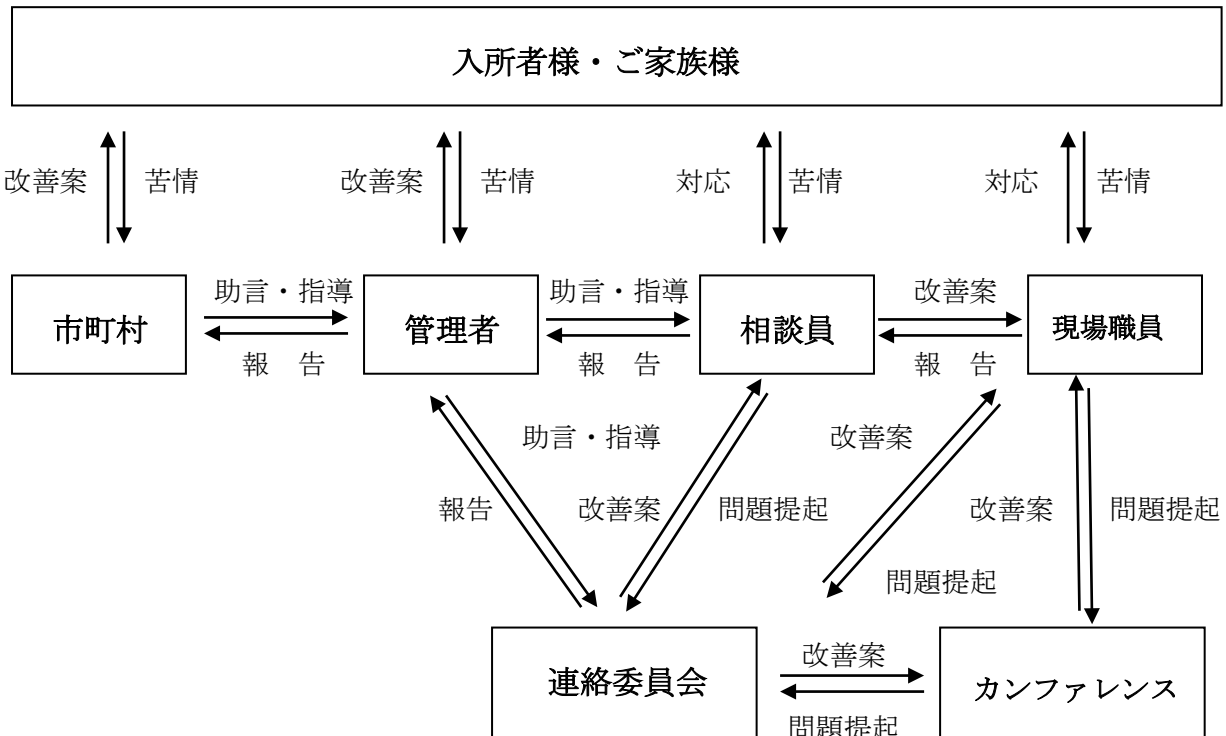 入所者様・ご家族様
改善案 苦情 改善案 苦情 対応 苦情 対応 苦情
助言・指導 助言・指導 改善案
市町村 管理者 相談員 現場職員
報 告 報 告 報 告
助言・指導 改善案
報告 改善案 問題提起 改善案 問題提起
問題提起
改善案
連絡委員会 カンファレンス
問題提起